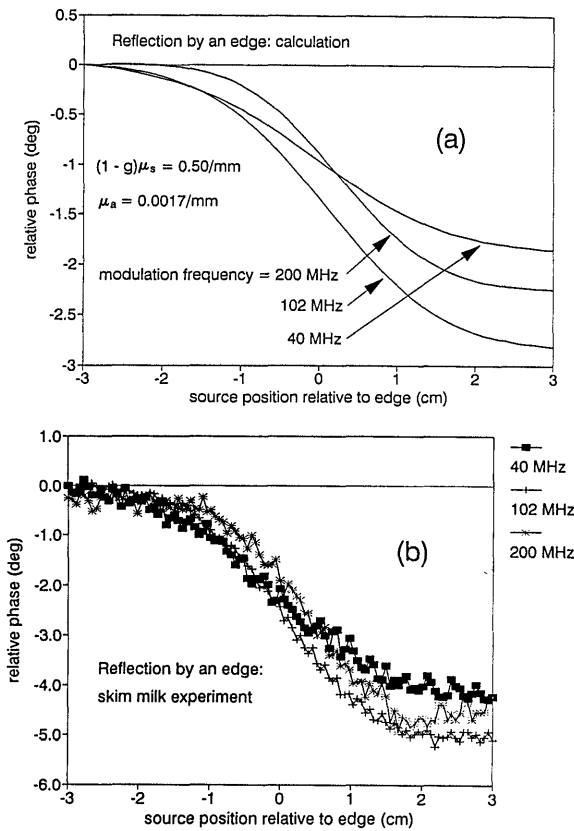 0.5
Reflection by an edge: calculation
0
-0.5
(a)
(1 - g)μs = 0.50/mm
-1
μa = 0.0017/mm
-1.5
-2
modulation frequency = 200 MHz
102 MHz
-2.5
40 MHz
-3
relative phase (deg)
-3 -2 -1 0 1 2 3
source position relative to edge (cm)
1.0
40 MHz
0.0
102 MHz
-1.0
(b)
200 MHz
-2.0
-3.0
Reflection by an edge:
-4.0
skim milk experiment
-5.0
-6.0
relative phase (deg)
-3 -2 -1 0 1 2 3
source position relative to edge (cm)